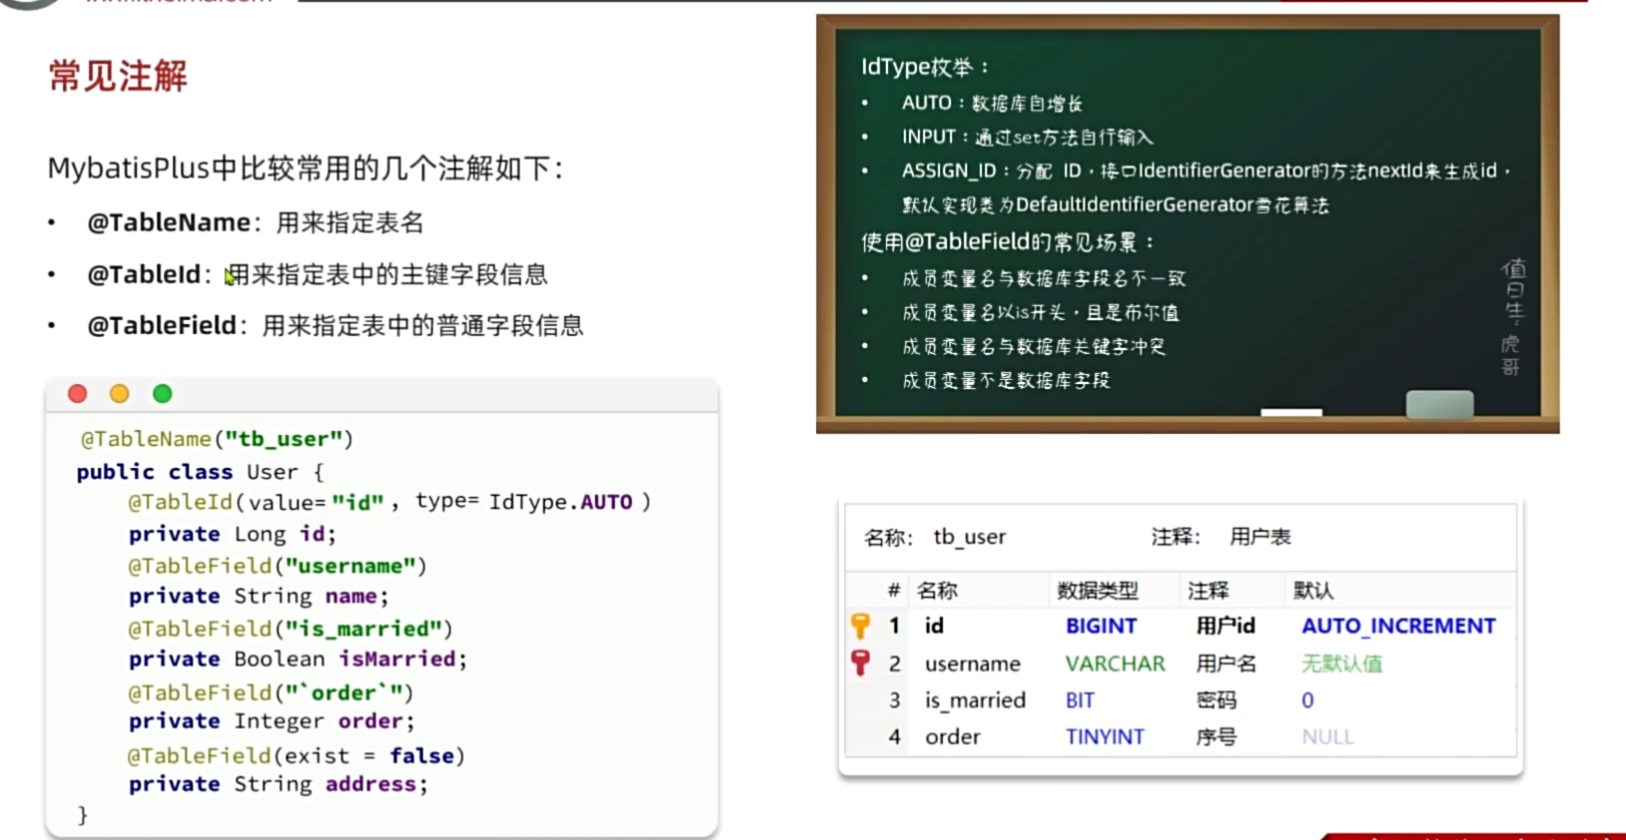 常见注解
MybatisPlus中比较常用的几个注解如下：
• @TableName：用来指定表名
• @TableId：用来指定表中的主键字段信息
• @TableField：用来指定表中的普通字段信息
@TableName("tb_user")
public class User {
@TableId(value="id", type= IdType.AUTO )
private Long id;
@TableField("username")
private String name;
@TableField("is_married")
private Boolean isMarried;
@TableField("`order`")
private Integer order;
@TableField(exist = false)
private String address;
}
IdType枚举：
• AUTO：数据库自增长
• INPUT：通过set方法自行输入
• ASSIGN_ID：分配 ID，接口IdentifierGenerator的方法nextId来生成id，
默认实现类为DefaultIdentifierGenerator雪花算法
使用@TableField的常见场景：
• 成员变量名与数据库字段名不一致
• 成员变量名以is开头，且是布尔值
• 成员变量名与数据库关键字冲突
• 成员变量不是数据库字段
值日生：虎哥
名称： tb_user 注释： 用户表
# 名称 数据类型 注释 默认
1 id BIGINT 用户id AUTO_INCREMENT
2 username VARCHAR 用户名 无默认值
3 is_married BIT 密码 0
4 order TINYINT 序号 NULL